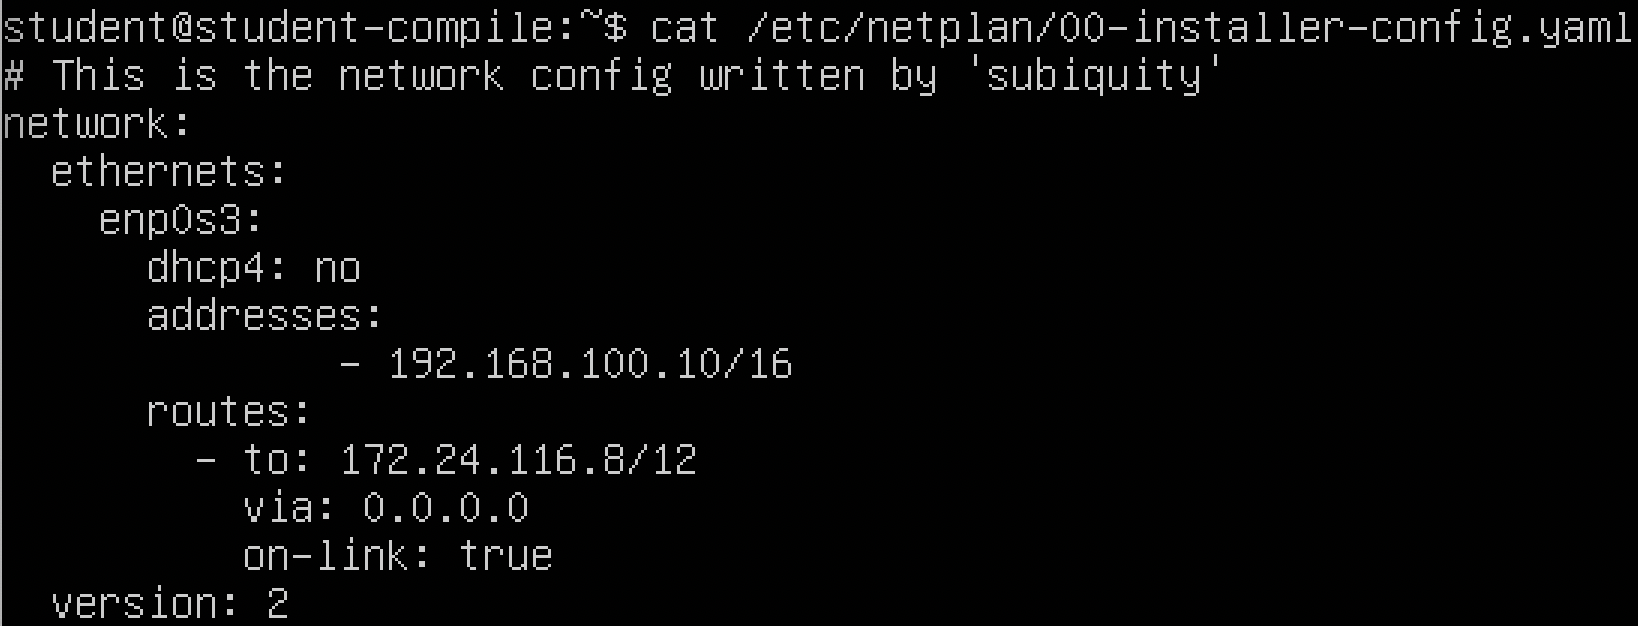 student@student-compile:~$ cat /etc/netplan/00-installer-config.yaml
# This is the network config written by 'subiquity'
network:
  ethernets:
    enp0s3:
      dhcp4: no
      addresses:
              - 192.168.100.10/16
      routes:
        - to: 172.24.116.8/12
          via: 0.0.0.0
          on-link: true
  version: 2